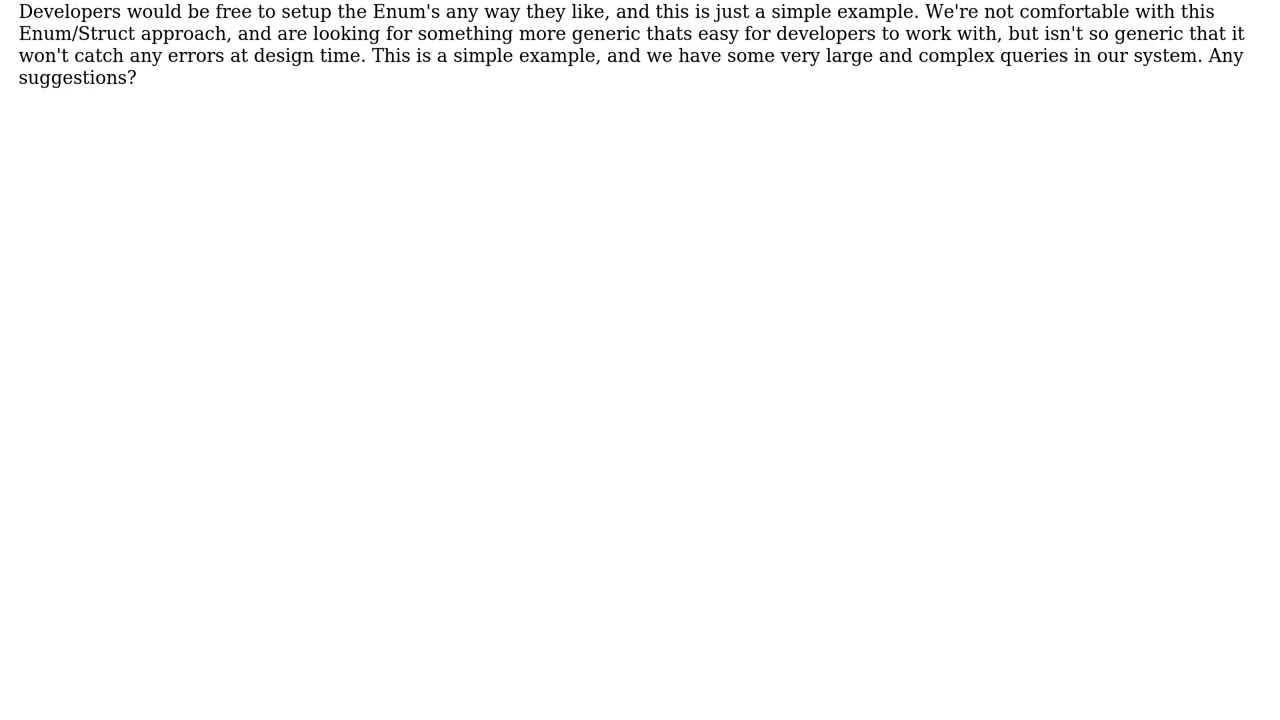 Developers would be free to setup the Enum's any way they like, and this is just a simple example. We're not comfortable with this
Enum/Struct approach, and are looking for something more generic thats easy for developers to work with, but isn't so generic that it
won't catch any errors at design time. This is a simple example, and we have some very large and complex queries in our system. Any
suggestions?